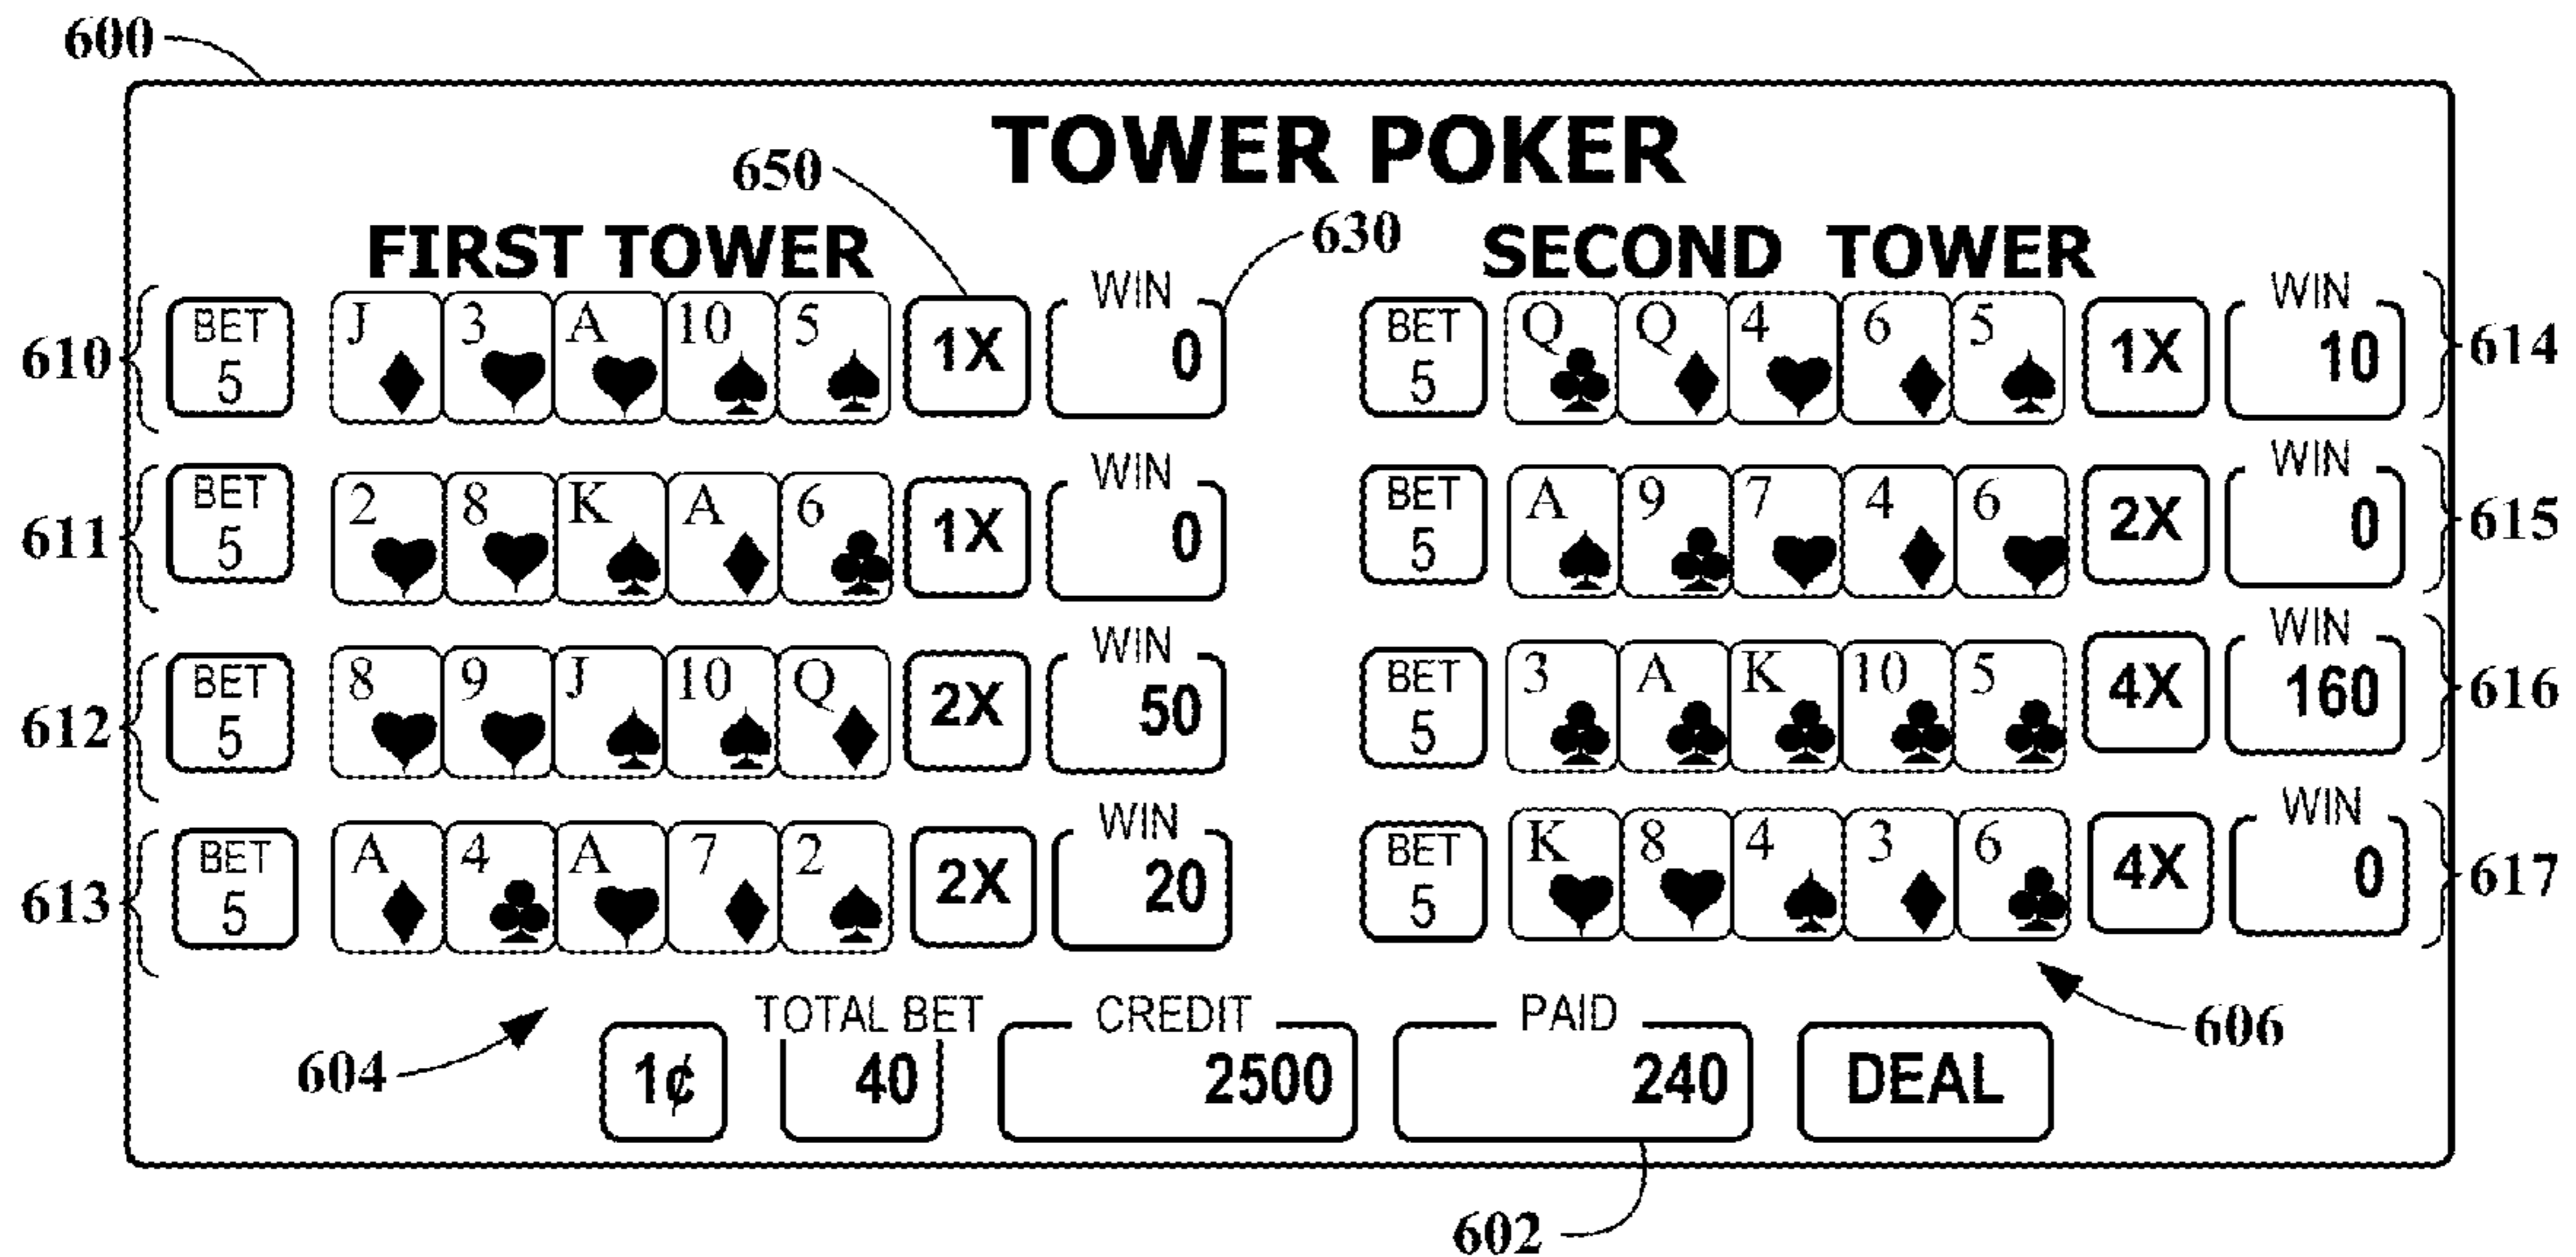 600
TOWER POKER
650
630
FIRST TOWER
SECOND TOWER
610 BET 5 J 3 A 10 5 1X WIN 0
BET 5 Q Q 4 6 5 1X WIN 10 614
611 BET 5 2 8 K A 6 1X WIN 0
BET 5 A 9 7 4 6 2X WIN 0 615
612 BET 5 8 9 J 10 Q 2X WIN 50
BET 5 3 A K 10 5 4X WIN 160 616
613 BET 5 A 4 A 7 2 2X WIN 20
BET 5 K 8 4 3 6 4X WIN 0 617
604
606
TOTAL BET CREDIT PAID
1¢ 40 2500 240 DEAL
602